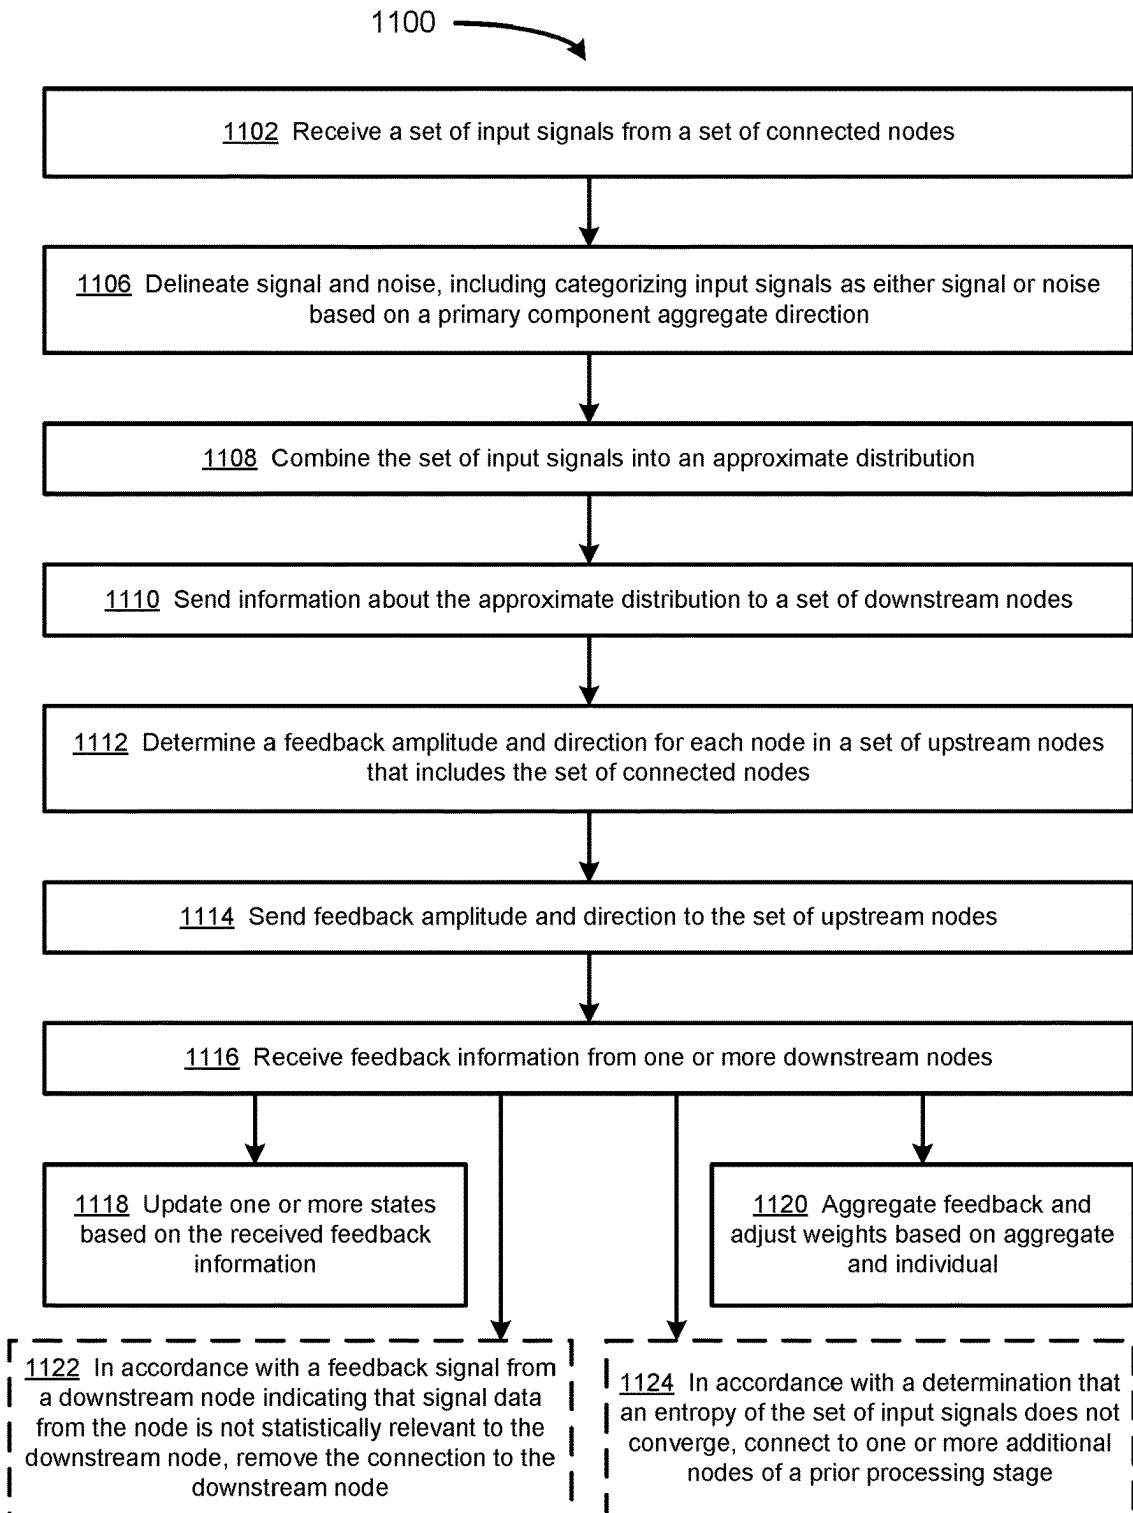 1100
1102 Receive a set of input signals from a set of connected nodes
1106 Delineate signal and noise, including categorizing input signals as either signal or noise
based on a primary component aggregate direction
1108 Combine the set of input signals into an approximate distribution
1110 Send information about the approximate distribution to a set of downstream nodes
1112 Determine a feedback amplitude and direction for each node in a set of upstream nodes
that includes the set of connected nodes
1114 Send feedback amplitude and direction to the set of upstream nodes
1116 Receive feedback information from one or more downstream nodes
1118 Update one or more states
based on the received feedback
information
1120 Aggregate feedback and
adjust weights based on aggregate
and individual
1122 In accordance with a feedback signal from
a downstream node indicating that signal data
from the node is not statistically relevant to the
downstream node, remove the connection to the
downstream node
1124 In accordance with a determination that
an entropy of the set of input signals does not
converge, connect to one or more additional
nodes of a prior processing stage